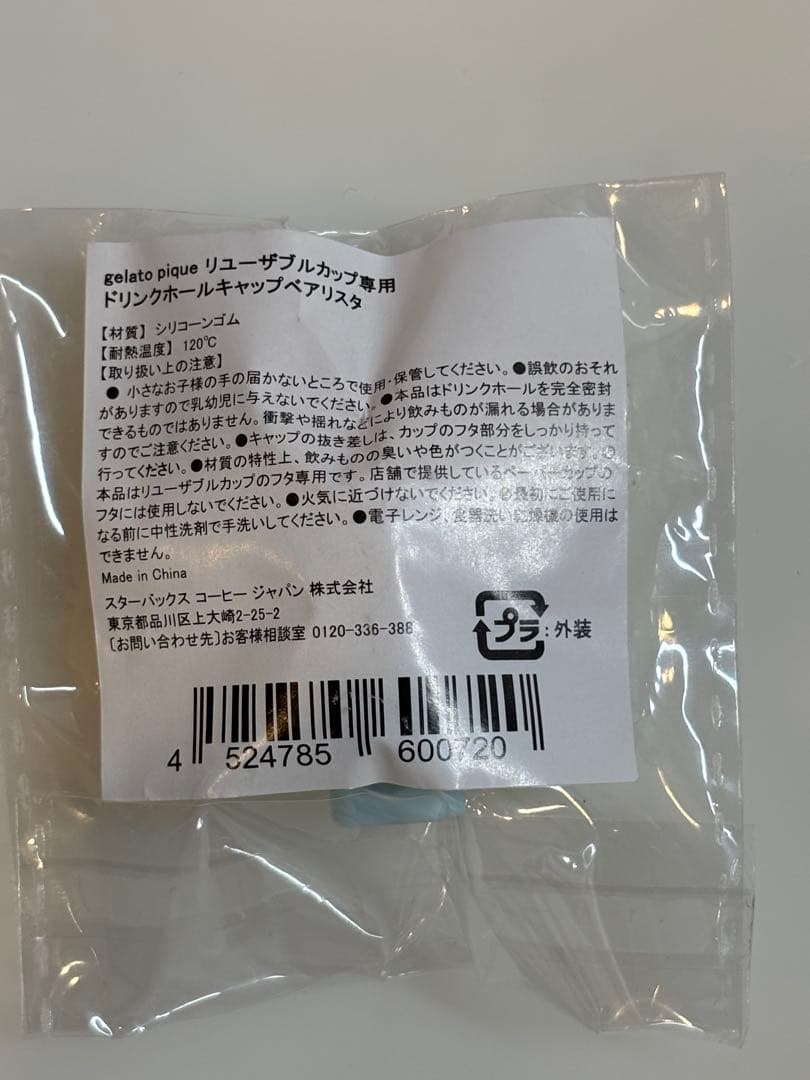 gelato pique リユーザブルカップ専用
ドリンクホールキャップベアリスタ
【材質】 シリコーンゴム
【耐熱温度】 120℃
【取り扱い上の注意】
● 小さなお子様の手の届かないところで使用・保管してください。●誤飲のおそれ
がありますので乳幼児に与えないでください。●本品はドリンクホールを完全密封
できるものではありません。衝撃や揺れなどにより飲みものが漏れる場合がありま
すのでご注意ください。●キャップの抜き差しは、カップのフタ部分をしっかり持って
行ってください。●材質の特性上、飲みものの臭いや色がつくことがございます。●
本品はリユーザブルカップのフタ専用です。店舗で提供しているペーパーカップの
フタには使用しないでください。●火気に近づけないでください。●最初にご使用に
なる前に中性洗剤で手洗いしてください。●電子レンジ、食器洗い乾燥機の使用は
できません。
Made in China
スターバックス コーヒー ジャパン 株式会社
東京都品川区上大崎2-25-2
〔お問い合わせ先〕お客様相談室 0120-336-388
プラ:外装
4 524785 600720